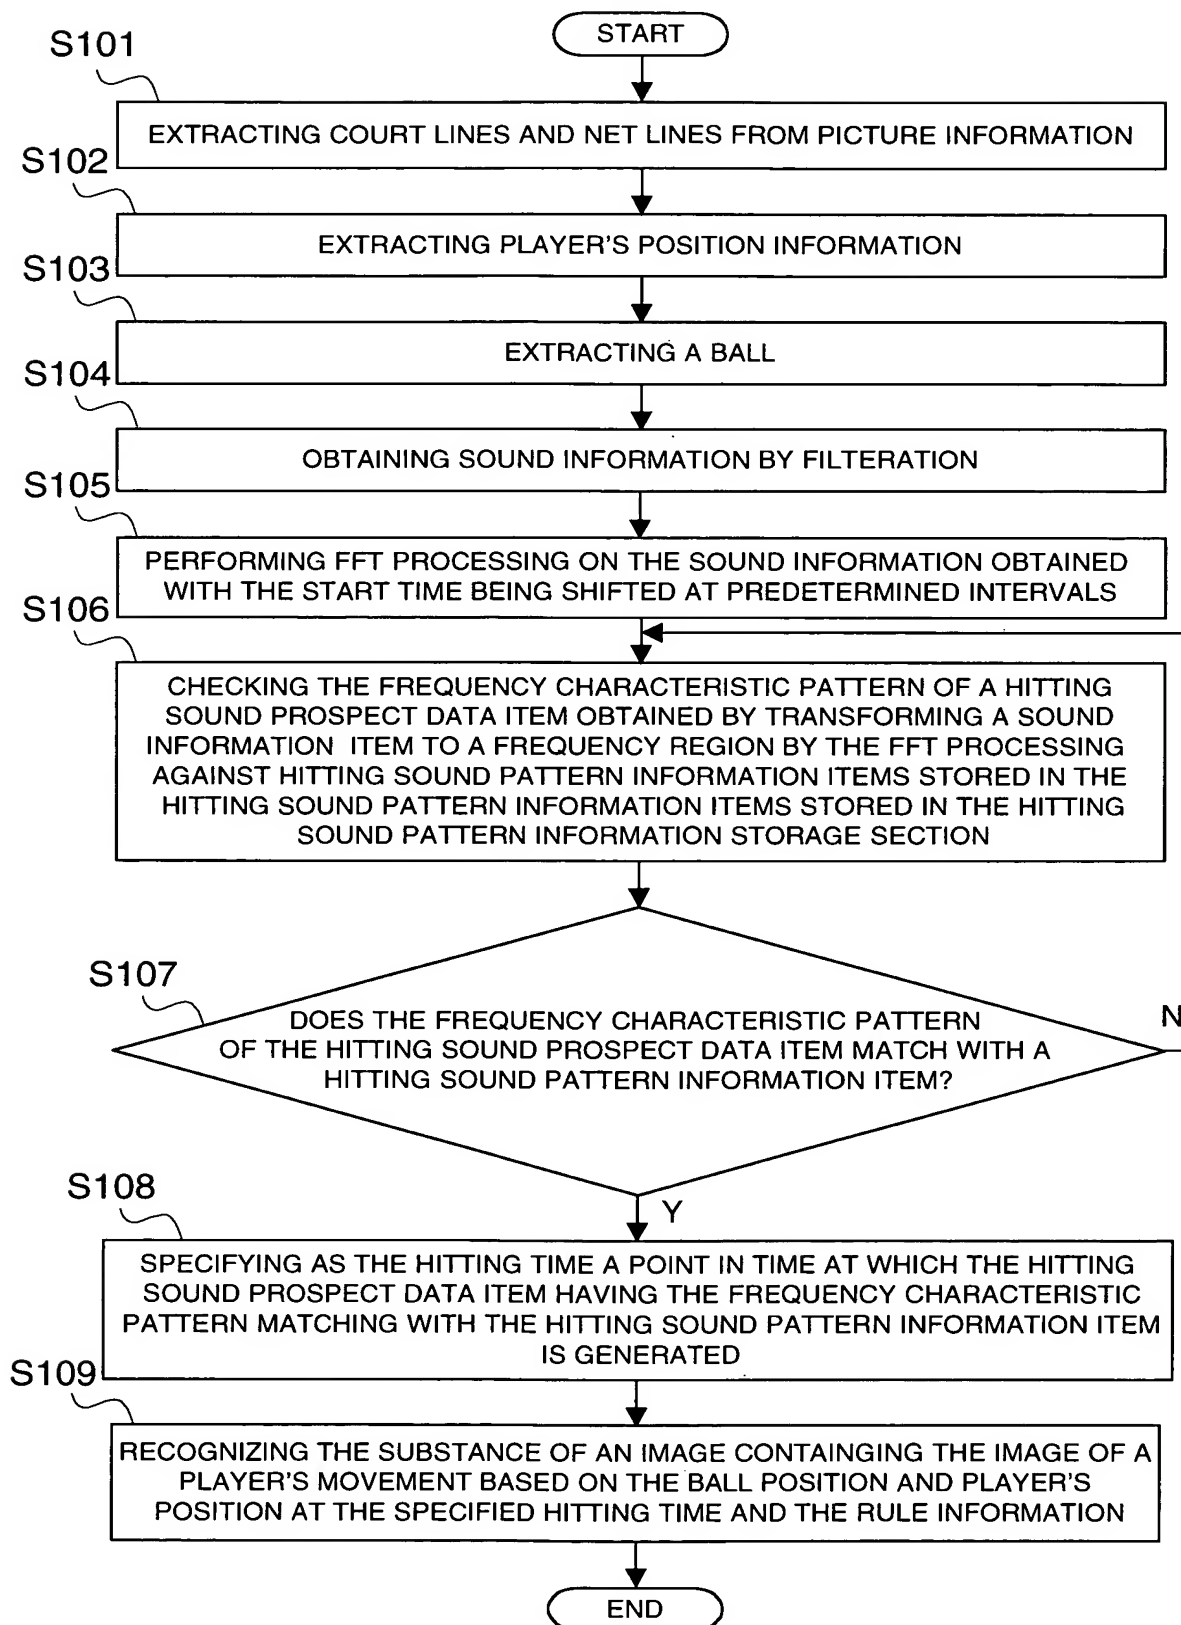 START
S101
EXTRACTING COURT LINES AND NET LINES FROM PICTURE INFORMATION
S102
EXTRACTING PLAYER'S POSITION INFORMATION
S103
EXTRACTING A BALL
S104
OBTAINING SOUND INFORMATION BY FILTERATION
S105
PERFORMING FFT PROCESSING ON THE SOUND INFORMATION OBTAINED
WITH THE START TIME BEING SHIFTED AT PREDETERMINED INTERVALS
S106
CHECKING THE FREQUENCY CHARACTERISTIC PATTERN OF A HITTING
SOUND PROSPECT DATA ITEM OBTAINED BY TRANSFORMING A SOUND
INFORMATION ITEM TO A FREQUENCY REGION BY THE FFT PROCESSING
AGAINST HITTING SOUND PATTERN INFORMATION ITEMS STORED IN THE
HITTING SOUND PATTERN INFORMATION ITEMS STORED IN THE HITTING
SOUND PATTERN INFORMATION STORAGE SECTION
S107
DOES THE FREQUENCY CHARACTERISTIC PATTERN
OF THE HITTING SOUND PROSPECT DATA ITEM MATCH WITH A
HITTING SOUND PATTERN INFORMATION ITEM?
N
Y
S108
SPECIFYING AS THE HITTING TIME A POINT IN TIME AT WHICH THE HITTING
SOUND PROSPECT DATA ITEM HAVING THE FREQUENCY CHARACTERISTIC
PATTERN MATCHING WITH THE HITTING SOUND PATTERN INFORMATION ITEM
IS GENERATED
S109
RECOGNIZING THE SUBSTANCE OF AN IMAGE CONTAINGING THE IMAGE OF A
PLAYER'S MOVEMENT BASED ON THE BALL POSITION AND PLAYER'S
POSITION AT THE SPECIFIED HITTING TIME AND THE RULE INFORMATION
END